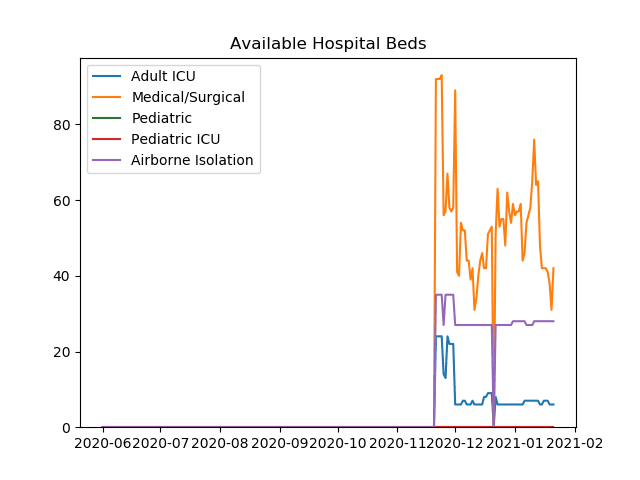 Available Hospital Beds
Adult ICU
Medical/Surgical
Pediatric
Pediatric ICU
Airborne Isolation
80
60
40
20
0
2020-06 2020-07 2020-08 2020-09 2020-10 2020-11 2020-12 2021-01 2021-02